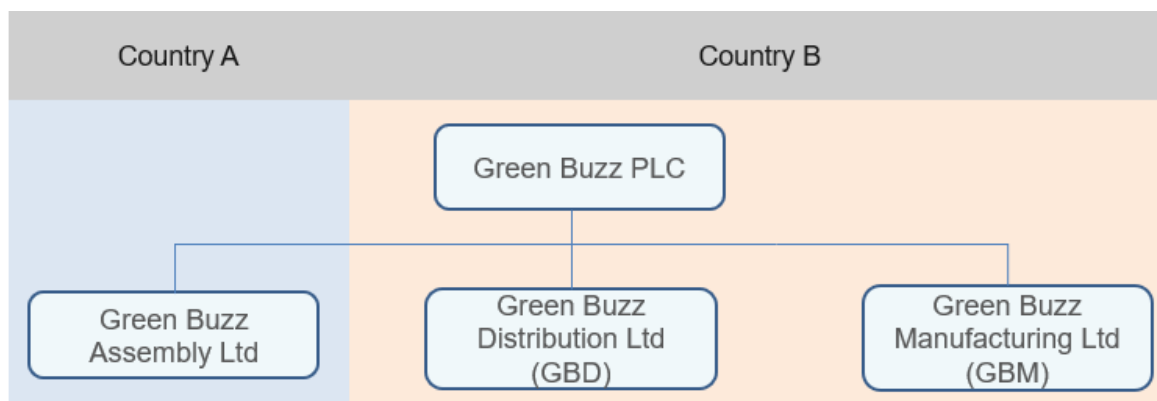 Country A
Country B
Green Buzz PLC
Green Buzz
Assembly Ltd
Green Buzz
Distribution Ltd
(GBD)
Green Buzz
Manufacturing Ltd
(GBM)